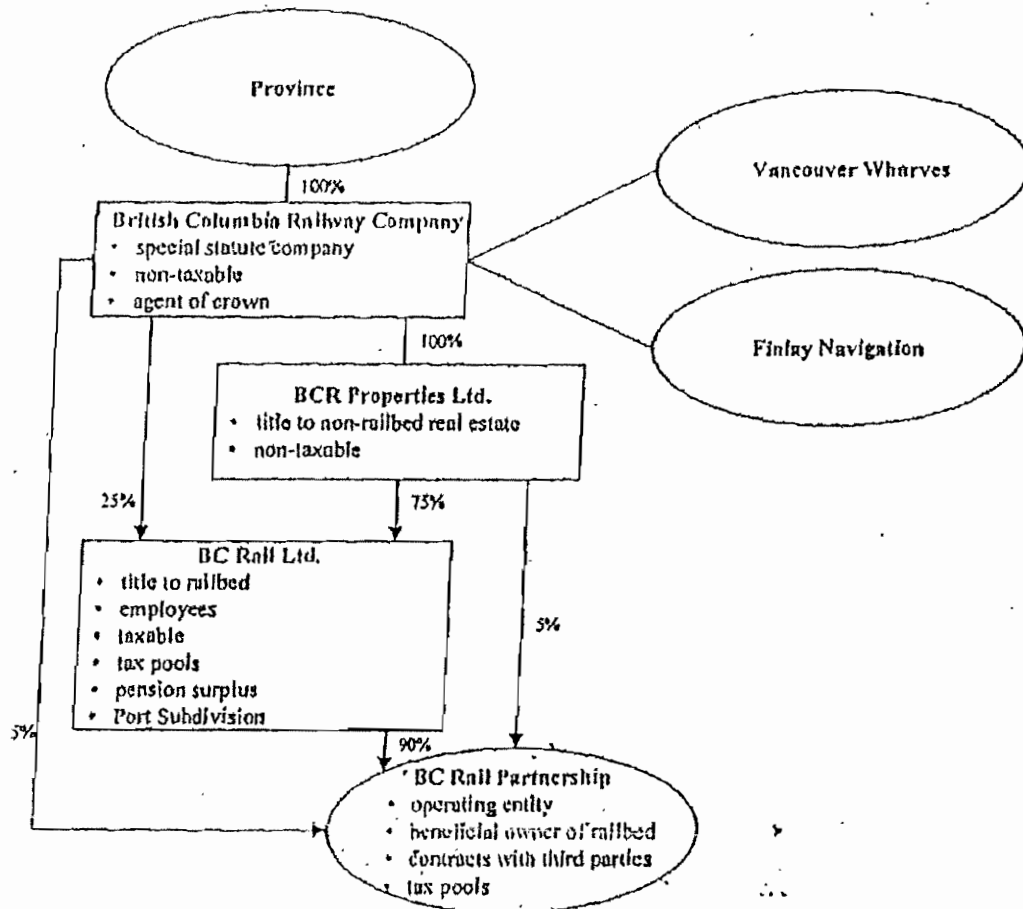 Province
100%
Vancouver Wharves
British Columbia Railway Company
• special statute company
• non-taxable
• agent of crown
Finlay Navigation
100%
BCR Properties Ltd.
• title to non-railbed real estate
• non-taxable
25%
75%
BC Rail Ltd.
• title to railbed
• employees
• taxable
• tax pools
• pension surplus
• Port Subdivision
5%
5%
90%
BC Rail Partnership
• operating entity
• beneficial owner of railbed
• contracts with third parties
• tax pools